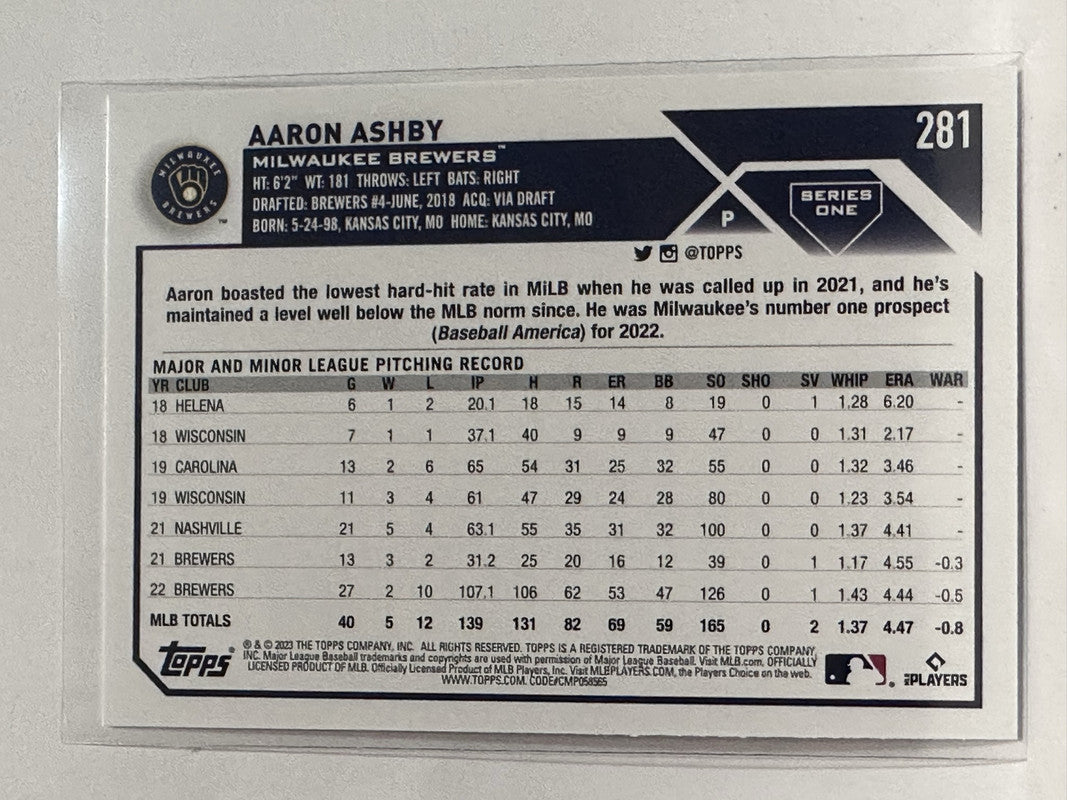 281
AARON ASHBY
MILWAUKEE BREWERS™
HT: 6'2" WT: 181 THROWS: LEFT BATS: RIGHT
DRAFTED: BREWERS #4-JUNE, 2018 ACQ: VIA DRAFT
BORN: 5-24-98, KANSAS CITY, MO HOME: KANSAS CITY, MO
MILWAUKEE
BREWERS
™
P
SERIES
ONE
@TOPPS
Aaron boasted the lowest hard-hit rate in MiLB when he was called up in 2021, and he's
maintained a level well below the MLB norm since. He was Milwaukee's number one prospect
(Baseball America) for 2022.
MAJOR AND MINOR LEAGUE PITCHING RECORD
YR CLUB G W L IP H R ER BB SO SHO SV WHIP ERA WAR
18 HELENA 6 1 2 20.1 18 15 14 8 19 0 1 1.28 6.20 -
18 WISCONSIN 7 1 1 37.1 40 9 9 9 47 0 0 1.31 2.17 -
19 CAROLINA 13 2 6 65 54 31 25 32 55 0 0 1.32 3.46 -
19 WISCONSIN 11 3 4 61 47 29 24 28 80 0 0 1.23 3.54 -
21 NASHVILLE 21 5 4 63.1 55 35 31 32 100 0 0 1.37 4.41 -
21 BREWERS 13 3 2 31.2 25 20 16 12 39 0 1 1.17 4.55 -0.3
22 BREWERS 27 2 10 107.1 106 62 53 47 126 0 1 1.43 4.44 -0.5
MLB TOTALS 40 5 12 139 131 82 69 59 165 0 2 1.37 4.47 -0.8
Topps®
® & © 2023 THE TOPPS COMPANY, INC. ALL RIGHTS RESERVED. TOPPS IS A REGISTERED TRADEMARK OF THE TOPPS COMPANY,
INC. Major League Baseball trademarks and copyrights are used with permission of Major League Baseball. Visit MLB.com. OFFICIALLY
LICENSED PRODUCT OF MLB. Officially Licensed Product of MLB Players, Inc. Visit MLBPLAYERS.COM, the Players Choice on the web.
WWW.TOPPS.COM. CODE#CMP058565
MLBPLAYERS